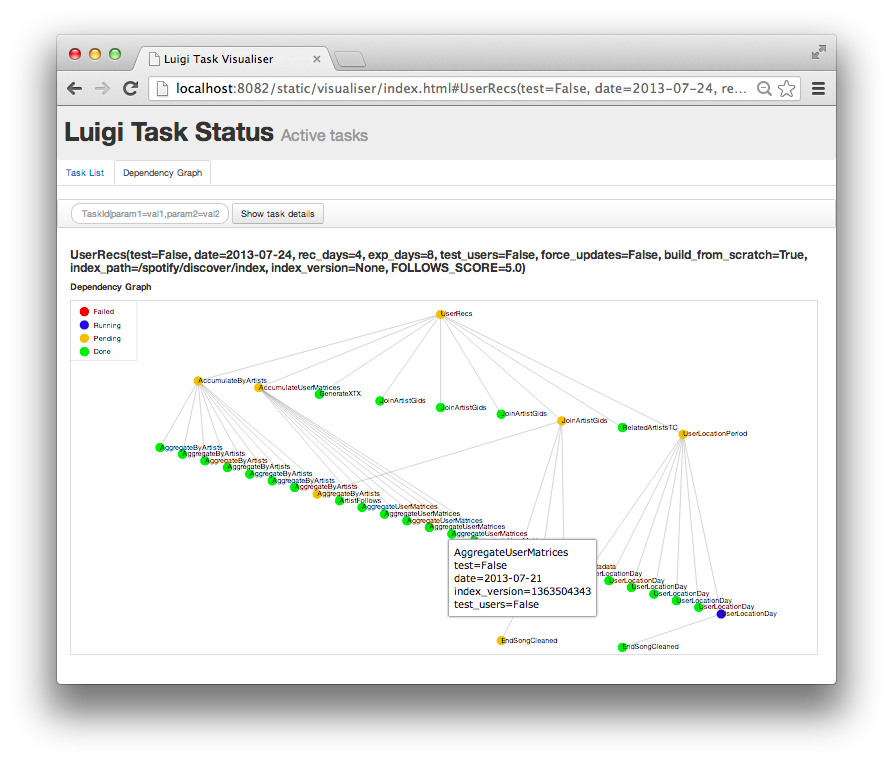 Luigi Task Visualiser
localhost:8082/static/visualiser/index.html#UserRecs(test=False, date=2013-07-24, re...
Luigi Task Status Active tasks
Task List
Dependency Graph
TaskId(param1=val1,param2=val2
Show task details
UserRecs(test=False, date=2013-07-24, rec_days=4, exp_days=8, test_users=False, force_updates=False, build_from_scratch=True,
index_path=/spotify/discover/index, index_version=None, FOLLOWS_SCORE=5.0)
Dependency Graph
Failed
Running
Pending
Done
UserRecs
AccumulateByArtists
AccumulateUserMatrices
GenerateXTX
JoinArtistGids
JoinArtistGids
JoinArtistGids
JoinArtistGids
RelatedArtistsTC
UserLocationPeriod
AggregateByArtists
AggregateByArtists
AggregateByArtists
AggregateByArtists
AggregateByArtists
AggregateByArtists
AggregateByArtists
AggregateByArtists
ArtistFollows
AggregateUserMatrices
AggregateUserMatrices
AggregateUserMatrices
AggregateUserMatrices
AggregateUserMatrices
AggregateUserMatrices
test=False
date=2013-07-21
index_version=1363504343
test_users=False
UserLocationDay
UserLocationDay
UserLocationDay
UserLocationDay
UserLocationDay
UserLocationDay
EndSongCleaned
EndSongCleaned